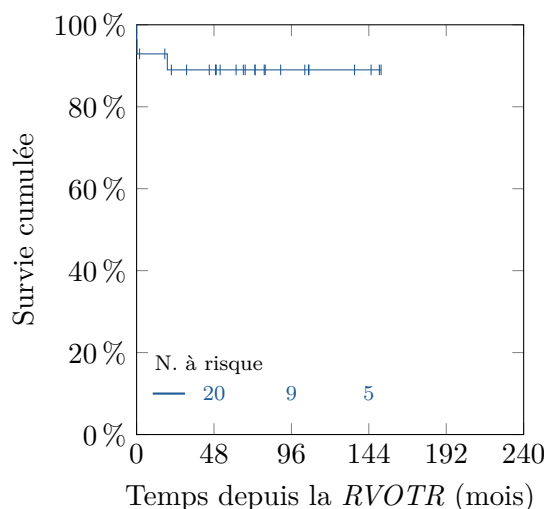 100 %
80 %
60 %
40 %
20 %
0 %
Survie cumulée
N. à risque
20 9 5
0 48 96 144 192 240
Temps depuis la RVOTR (mois)